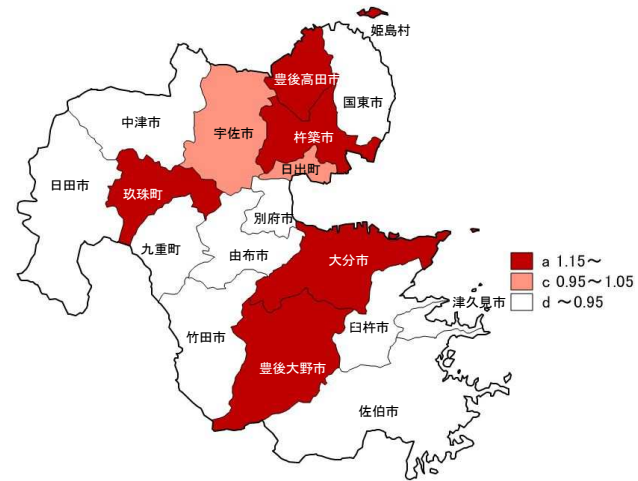 姫島村
豊後高田市
国東市
中津市
宇佐市
杵築市
日出町
日田市
玖珠町
別府市
九重町
由布市
大分市
a 1.15～
c 0.95～1.05
d ～0.95
津久見市
臼杵市
竹田市
豊後大野市
佐伯市